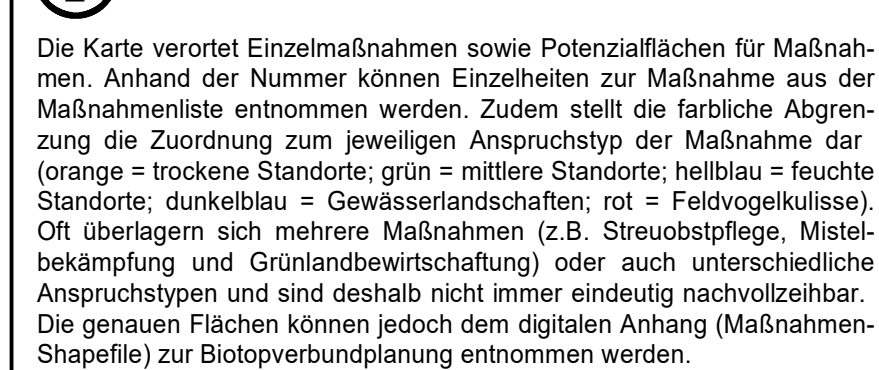 Die Karte verortet Einzelmaßnahmen sowie Potenzialflächen für Maßnah-
men. Anhand der Nummer können Einzelheiten zur Maßnahme aus der
Maßnahmenliste entnommen werden. Zudem stellt die farbliche Abgren-
zung die Zuordnung zum jeweiligen Anspruchstyp der Maßnahme dar
(orange = trockene Standorte; grün = mittlere Standorte; hellblau = feuchte
Standorte; dunkelblau = Gewässerlandschaften; rot = Feldvogelkulisse).
Oft überlagern sich mehrere Maßnahmen (z.B. Streuobstpflege, Mistel-
bekämpfung und Grünlandbewirtschaftung) oder auch unterschiedliche
Anspruchstypen und sind deshalb nicht immer eindeutig nachvollzeihbar.
Die genauen Flächen können jedoch dem digitalen Anhang (Maßnahmen-
Shapefile) zur Biotopverbundplanung entnommen werden.